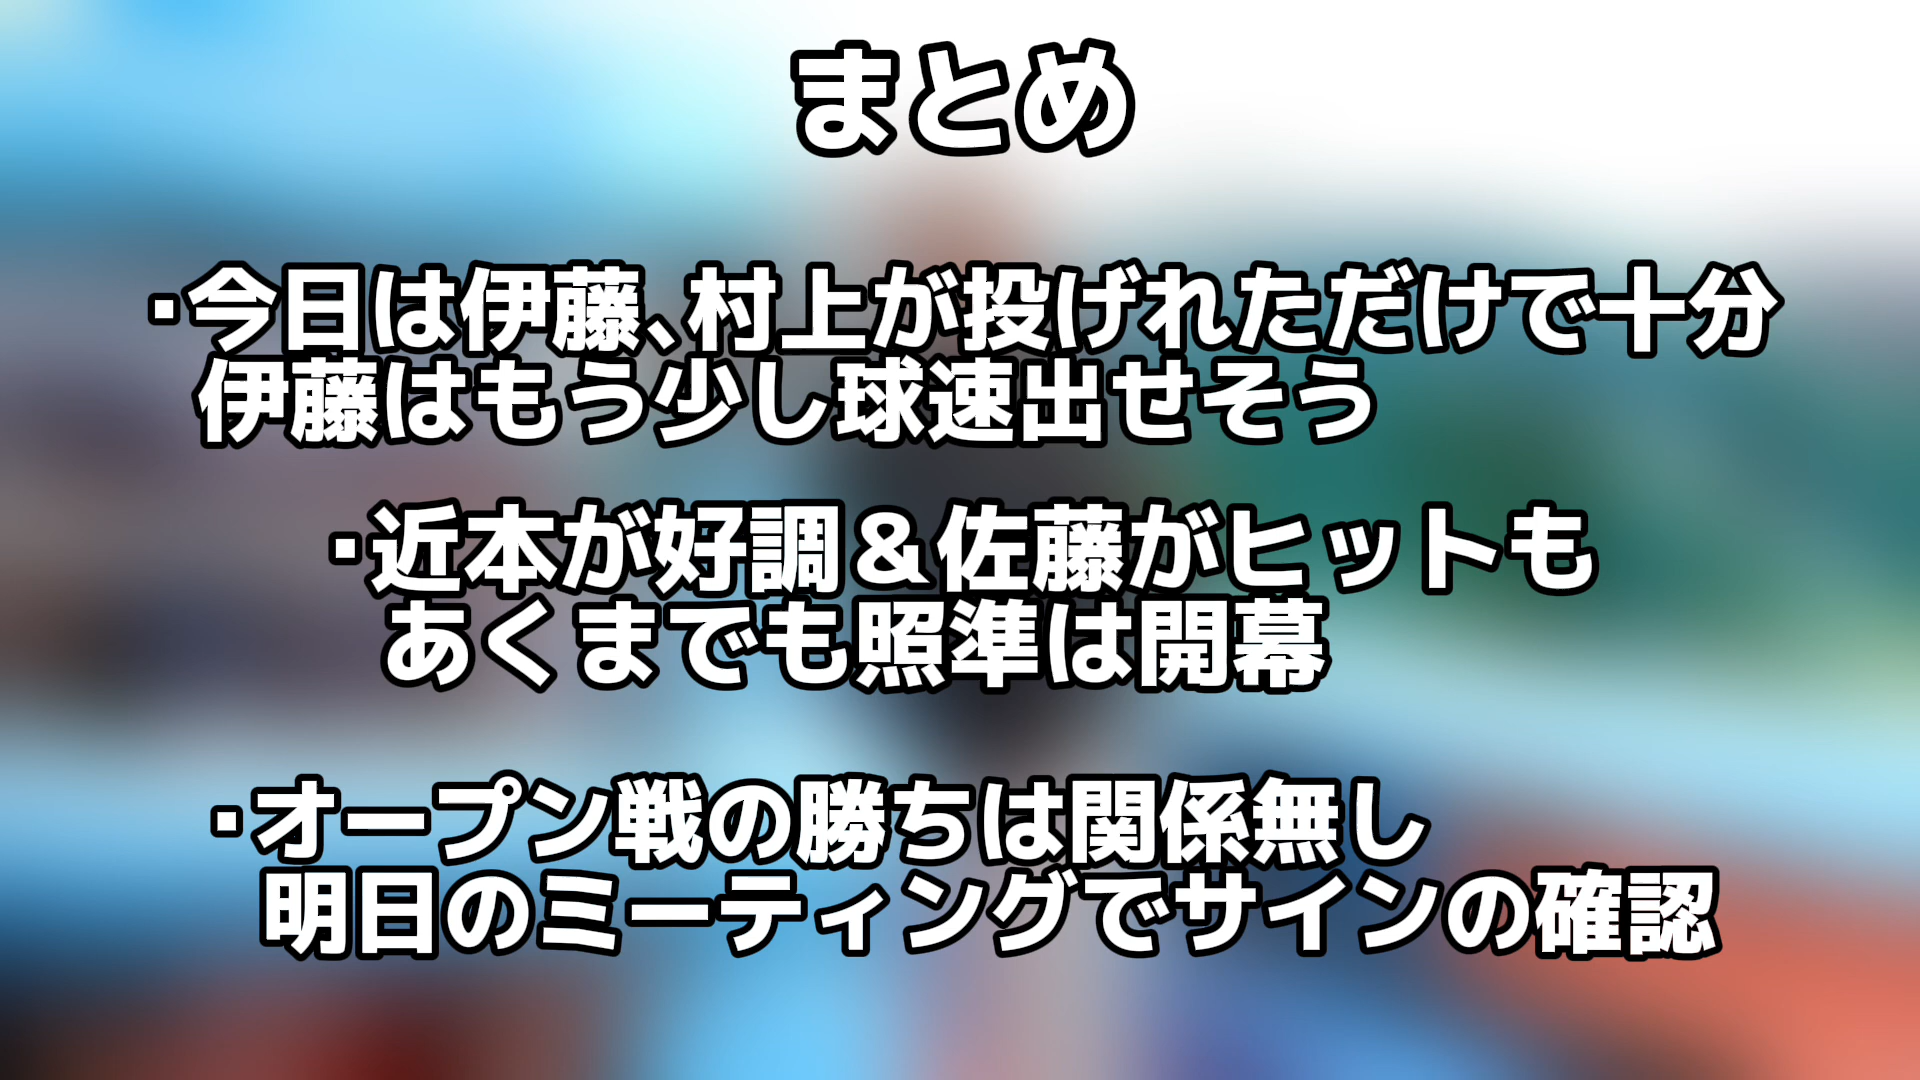 まとめ
・今日は伊藤、村上が投げれただけで十分
伊藤はもう少し球速出せそう
・近本が好調＆佐藤がヒットも
あくまでも照準は開幕
・オープン戦の勝ちは関係無し
明日のミーティングでサインの確認